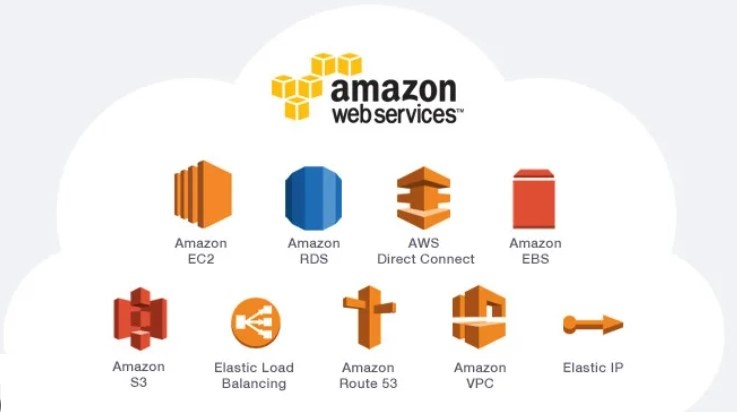 amazon
webservices™
Amazon
EC2
Amazon
RDS
AWS
Direct Connect
Amazon
EBS
Amazon
S3
Elastic Load
Balancing
Amazon
Route 53
Amazon
VPC
Elastic IP